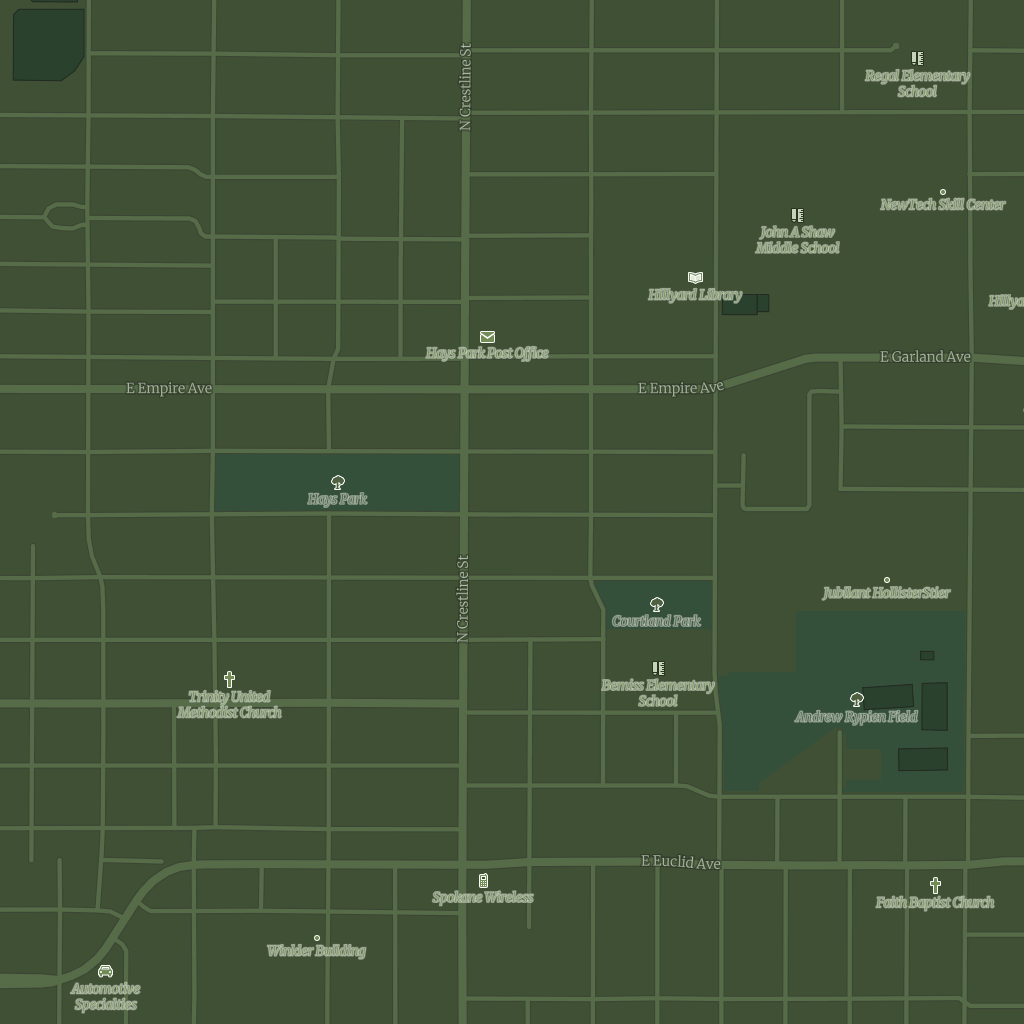 N Crestline St
Regal Elementary
School
NewTech Skill Center
John A Shaw
Middle School
Hillyard Library
Hillya
Hays Park Post Office
E Garland Ave
E Empire Ave
E Empire Ave
Hays Park
N Crestline St
Jubilant HollisterStier
Courtland Park
Bemiss Elementary
School
Trinity United
Methodist Church
Andrew Rypien Field
E Euclid Ave
Spokane Wireless
Faith Baptist Church
Winkler Building
Automotive
Specialties